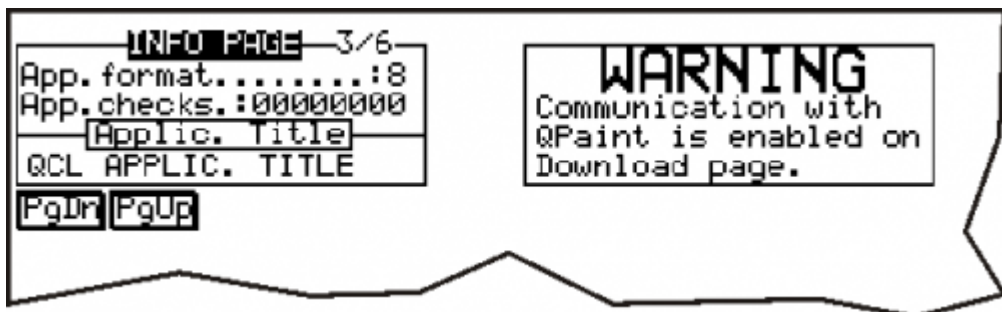 INFO PAGE 3/6
App.format........:8
App.checks.:00000000
Applic. Title
QCL APPLIC. TITLE
PgDn PgUp
WARNING
Communication with
QPaint is enabled on
Download page.